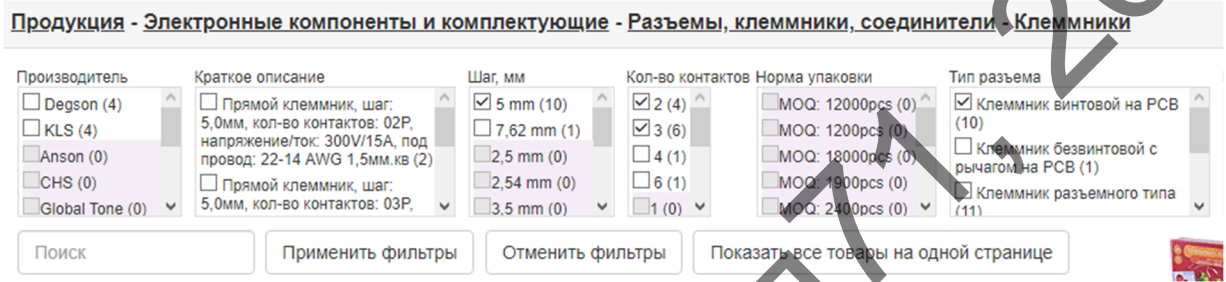 Продукция - Электронные компоненты и комплектующие - Разъемы, клеммники, соединители - Клеммники
Производитель
Degson (4)
KLS (4)
Anson (0)
CHS (0)
Global Tone (0)
Краткое описание
Прямой клеммник, шаг:
5,0мм, кол-во контактов: 02P,
напряжение/ток: 300V/15A, под
провод: 22-14 AWG 1,5мм.кв (2)
Прямой клеммник, шаг:
5,0мм, кол-во контактов: 03P,
Шаг, мм
5 mm (10)
7,62 mm (1)
2,5 mm (0)
2,54 mm (0)
3,5 mm (0)
Кол-во контактов
2 (4)
3 (6)
4 (1)
6 (1)
1 (0)
Норма упаковки
MOQ: 12000pcs (0)
MOQ: 1200pcs (0)
MOQ: 18000pcs (0)
MOQ: 1900pcs (0)
MOQ: 2400pcs (0)
Тип разъема
Клеммник винтовой на PCB
(10)
Клеммник безвинтовой с
рычагом на PCB (1)
Клеммник разъемного типа
(11)
Поиск
Применить фильтры
Отменить фильтры
Показать все товары на одной странице